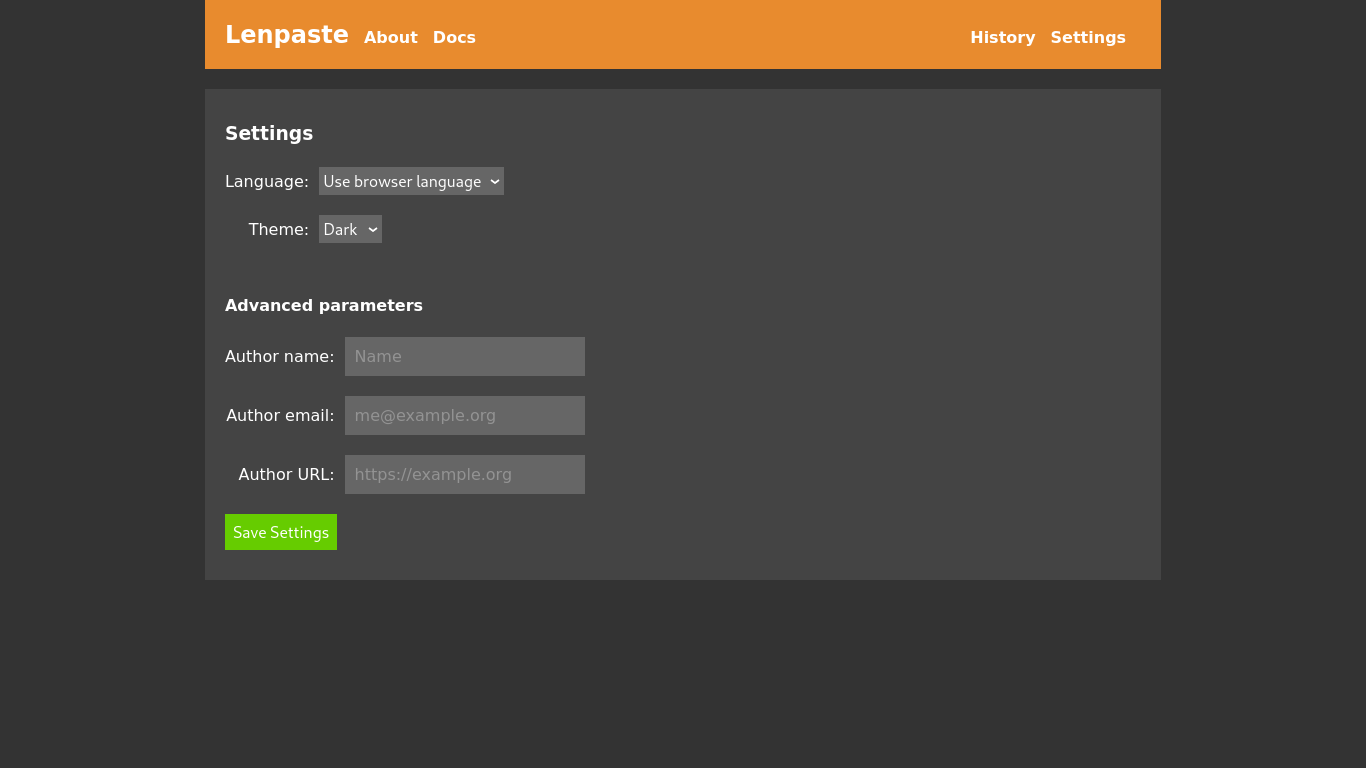 Lenpaste About Docs History Settings
Settings
Language: Use browser language
Theme: Dark
Advanced parameters
Author name: Name
Author email: me@example.org
Author URL: https://example.org
Save Settings